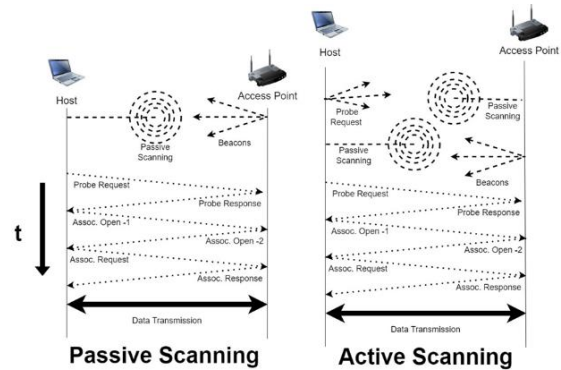 Host
Access Point
Passive
Scanning
Beacons
Probe Request
Probe Response
Assoc. Open -1
Assoc. Open -2
Assoc. Request
Assoc. Response
Data Transmission
t
Passive Scanning
Host
Access Point
Probe
Request
Passive
Scanning
Passive
Scanning
Beacons
Probe Request
Probe Response
Assoc. Open -1
Assoc. Open -2
Assoc. Request
Assoc. Response
Data Transmission
Active Scanning